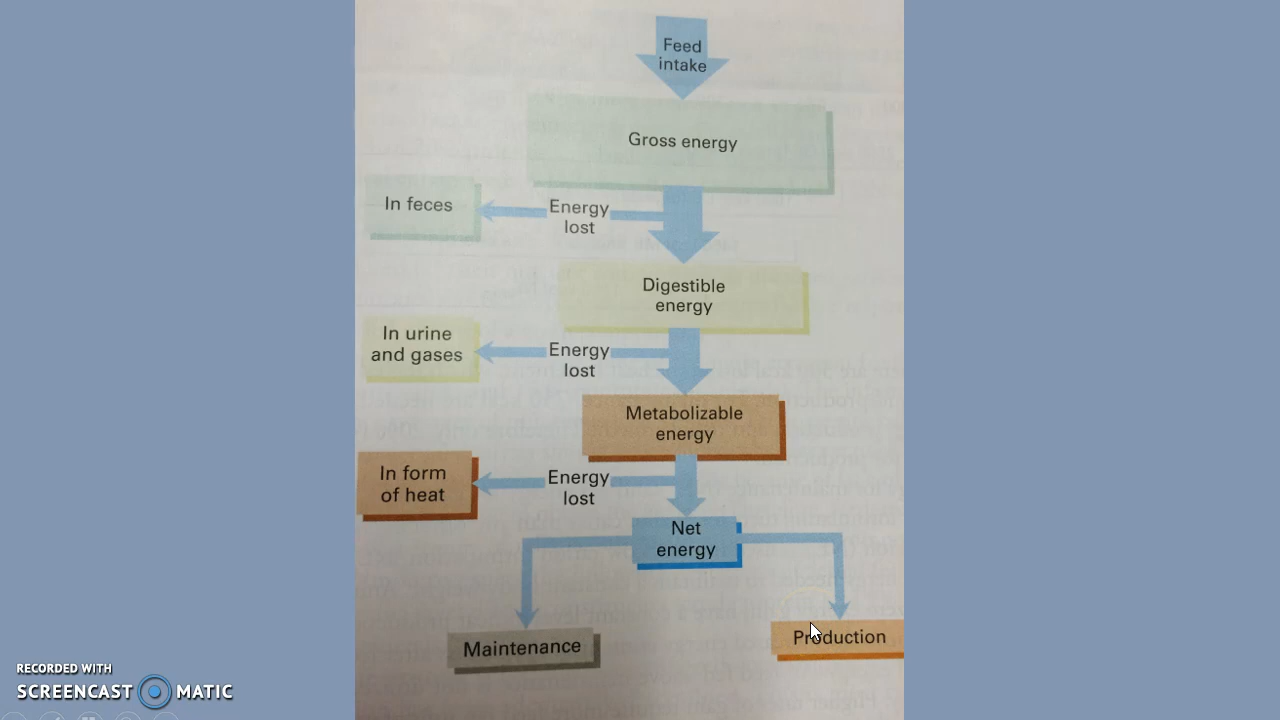 Feed
intake
Gross energy
In feces
Energy
lost
Digestible
energy
In urine
and gases
Energy
lost
Metabolizable
energy
In form
of heat
Energy
lost
Net
energy
Maintenance
Production
RECORDED WITH
SCREENCAST MATIC